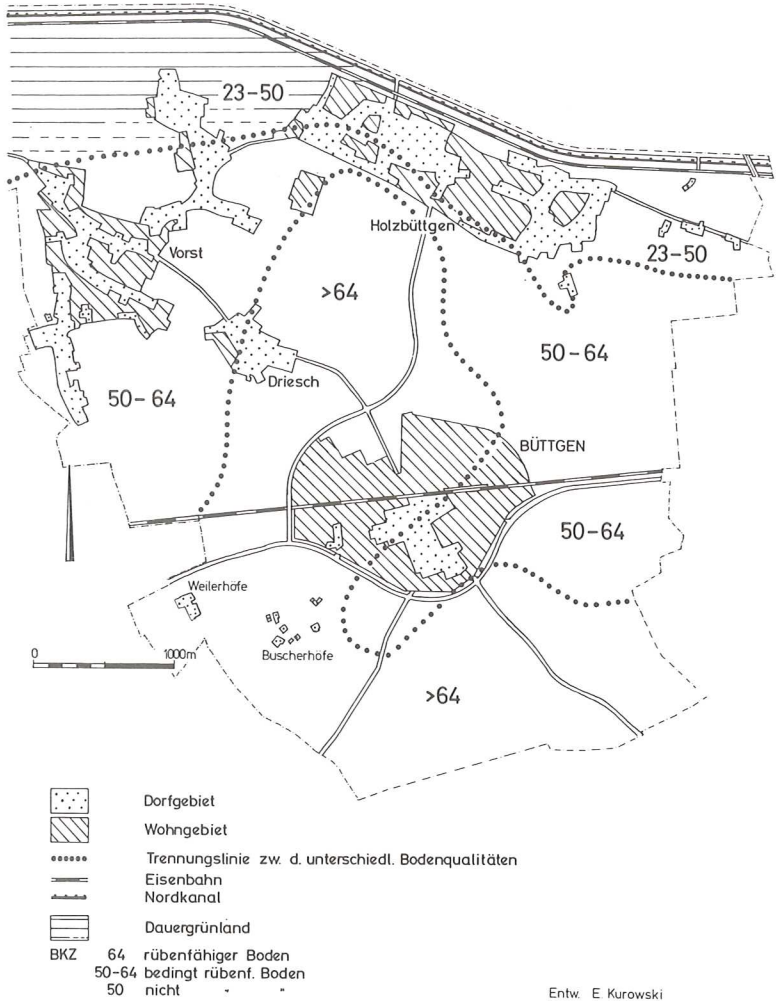 23-50
Holzbüttgen
Vorst
23-50
>64
50-64
Driesch
50-64
BÜTTGEN
50-64
Weilerhöfe
Buscherhöfe
0 1000m
>64
Dorfgebiet
Wohngebiet
Trennungslinie zw. d. unterschiedl. Bodenqualitäten
Eisenbahn
Nordkanal
Dauergrünland
BKZ 64 rübenfähiger Boden
50-64 bedingt rübenf. Boden
50 nicht " "
Entw. E. Kurowski